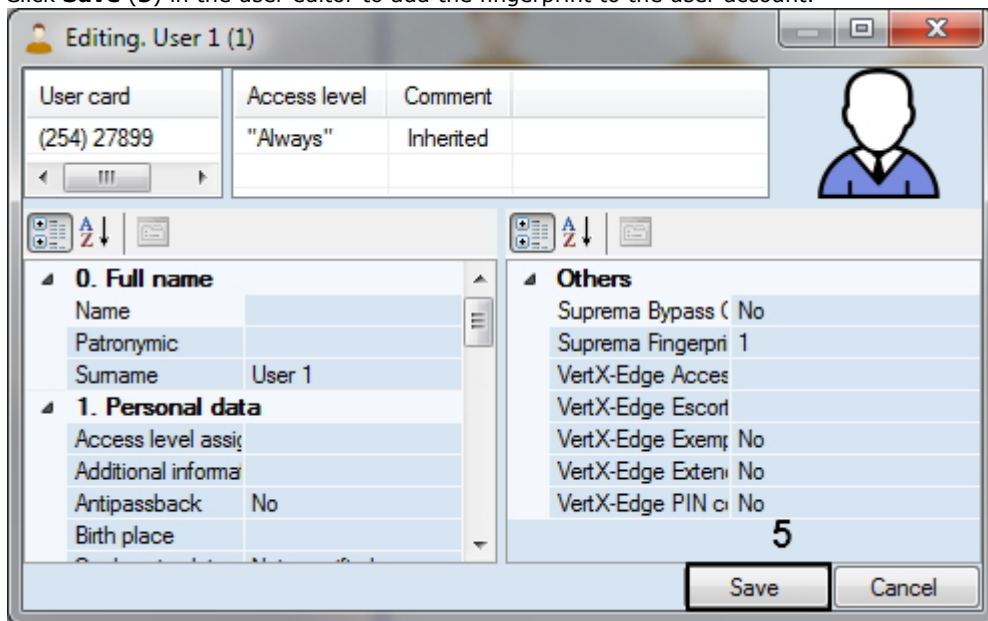 Click Save (5) in the user editor to add the fingerprint to the user account.
Editing. User 1 (1)
User card Access level Comment
(254) 27899 "Always" Inherited
0. Full name
Name
Patronymic
Surname User 1
1. Personal data
Access level assig
Additional informat
Antipassback No
Birth place
Others
Suprema Bypass C No
Suprema Fingerpri 1
VertX-Edge Acces
VertX-Edge Escort
VertX-Edge Exemp No
VertX-Edge Exten No
VertX-Edge PIN c No
5
Save Cancel